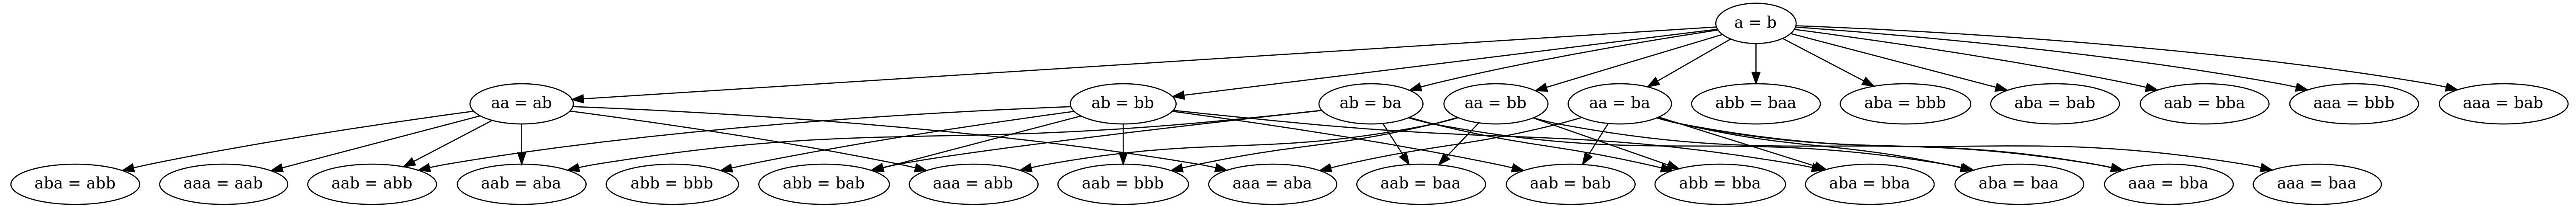 a = b
aa = ab
ab = bb
ab = ba
aa = bb
aa = ba
abb = baa
aba = bbb
aba = bab
aab = bba
aaa = bbb
aaa = bab
aba = abb
aaa = aab
aab = abb
aab = aba
abb = bbb
abb = bab
aaa = abb
aab = bbb
aaa = aba
aab = baa
aab = bab
abb = bba
aba = bba
aba = baa
aaa = bba
aaa = baa